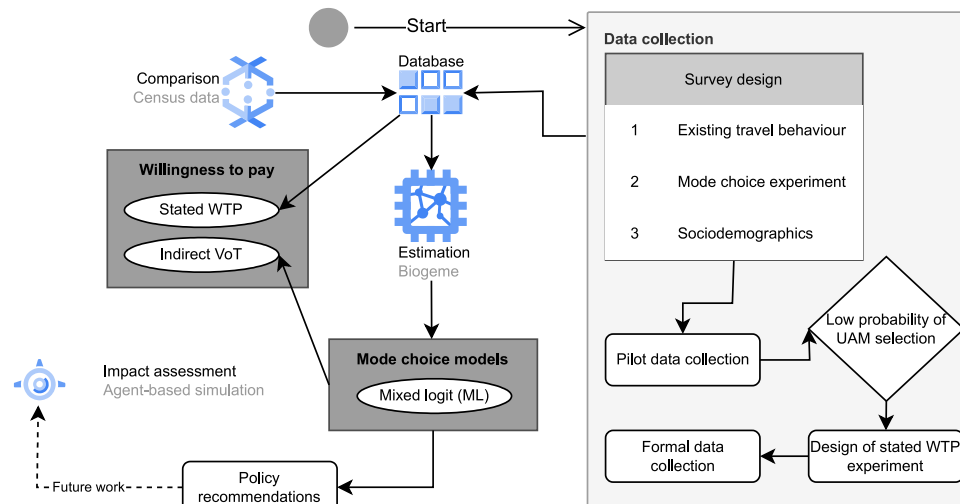 Start
Data collection
Survey design
1 Existing travel behaviour
2 Mode choice experiment
3 Sociodemographics
Database
Comparison
Census data
Willingness to pay
Stated WTP
Indirect VoT
Estimation
Biogeme
Low probability of
UAM selection
Pilot data collection
Mode choice models
Mixed logit (ML)
Impact assessment
Agent-based simulation
Formal data
collection
Design of stated WTP
experiment
Future work
Policy
recommendations